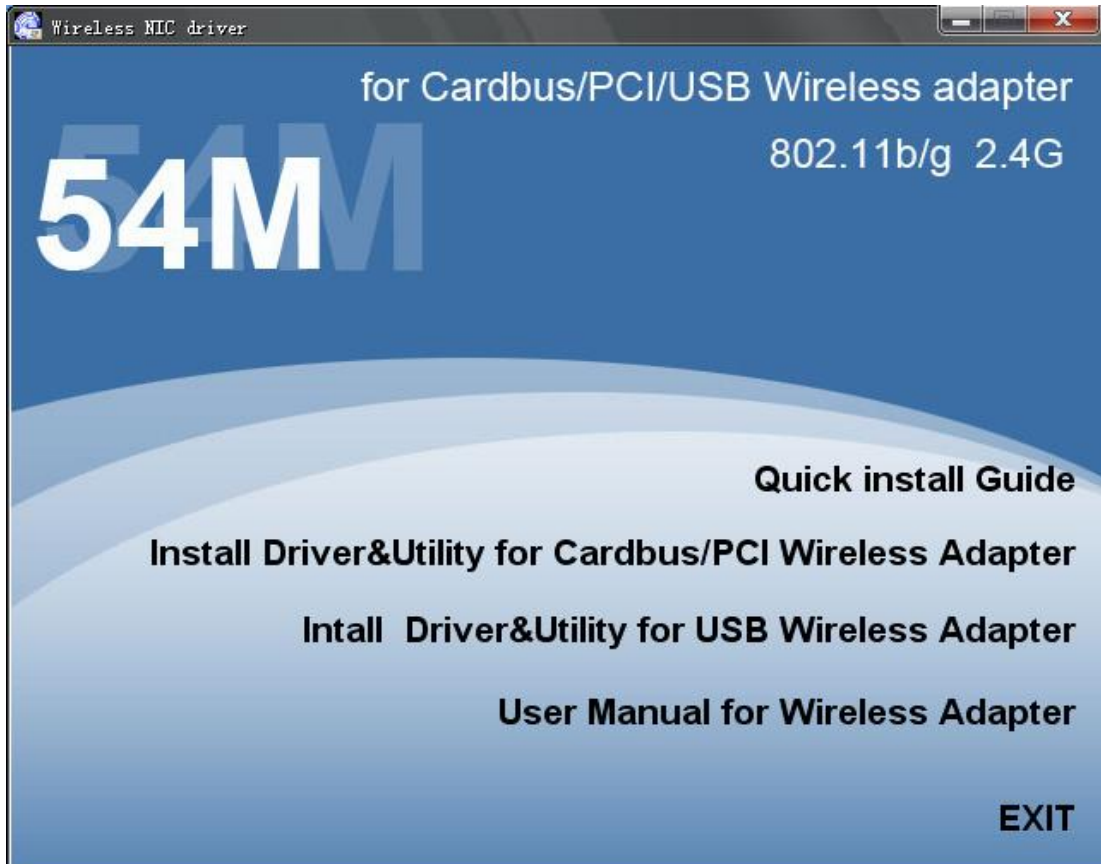 Wireless NIC driver
for Cardbus/PCI/USB Wireless adapter
802.11b/g 2.4G
54M
Quick install Guide
Install Driver&Utility for Cardbus/PCI Wireless Adapter
Intall Driver&Utility for USB Wireless Adapter
User Manual for Wireless Adapter
EXIT